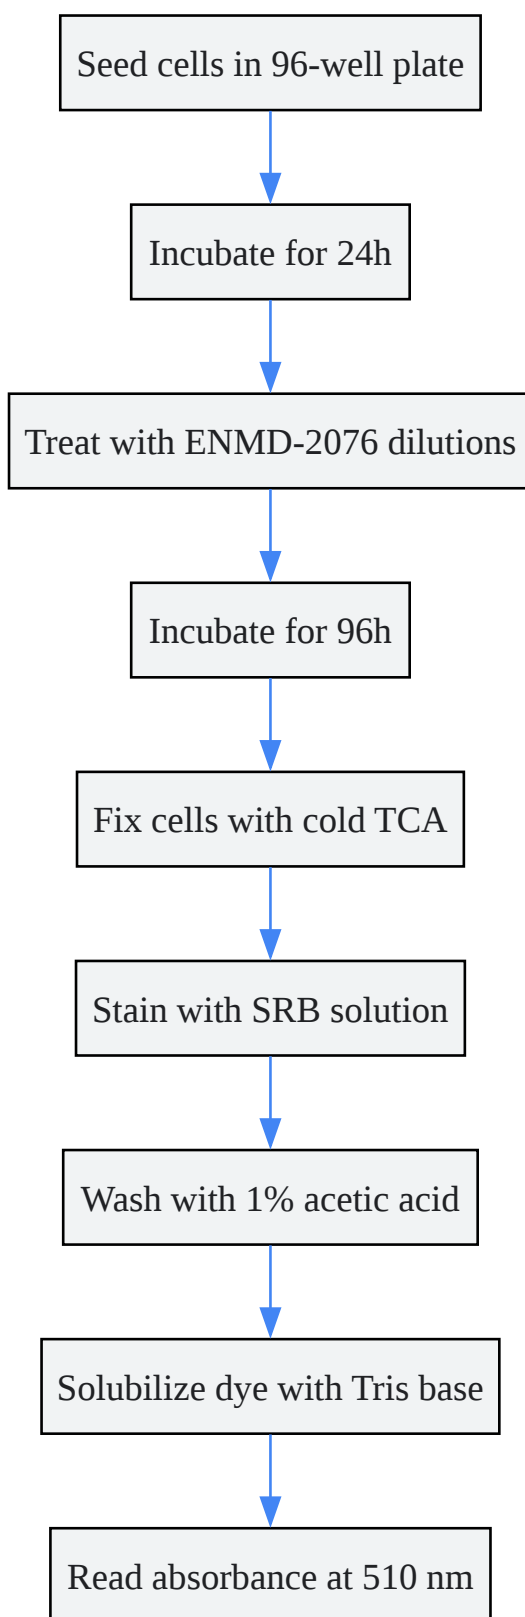 Seed cells in 96-well plate
Incubate for 24h
Treat with ENMD-2076 dilutions
Incubate for 96h
Fix cells with cold TCA
Stain with SRB solution
Wash with 1% acetic acid
Solubilize dye with Tris base
Read absorbance at 510 nm